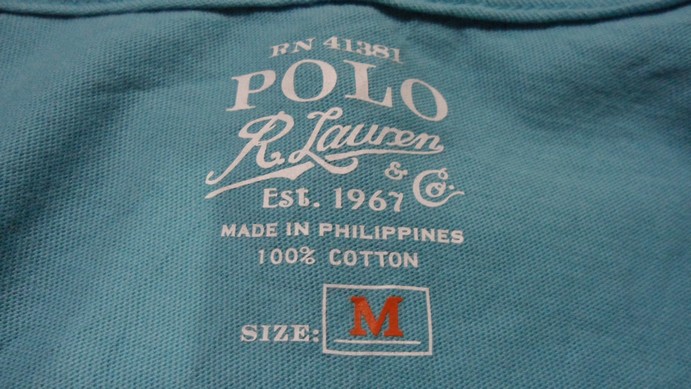 RN 41381
POLO
R. Lauren
& Co.
Est. 1967
MADE IN PHILIPPINES
100% COTTON
SIZE: M